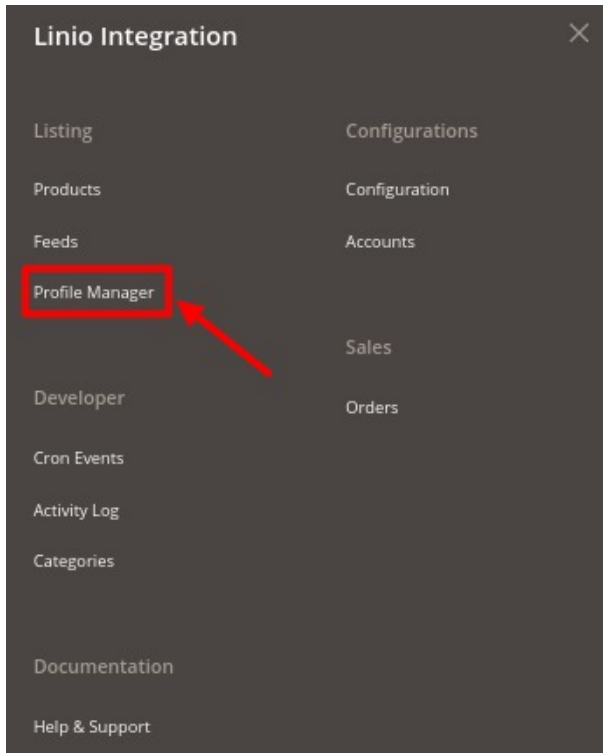 Linio Integration
Listing
Products
Feeds
Profile Manager
Developer
Cron Events
Activity Log
Categories
Documentation
Help & Support
Configurations
Configuration
Accounts
Sales
Orders